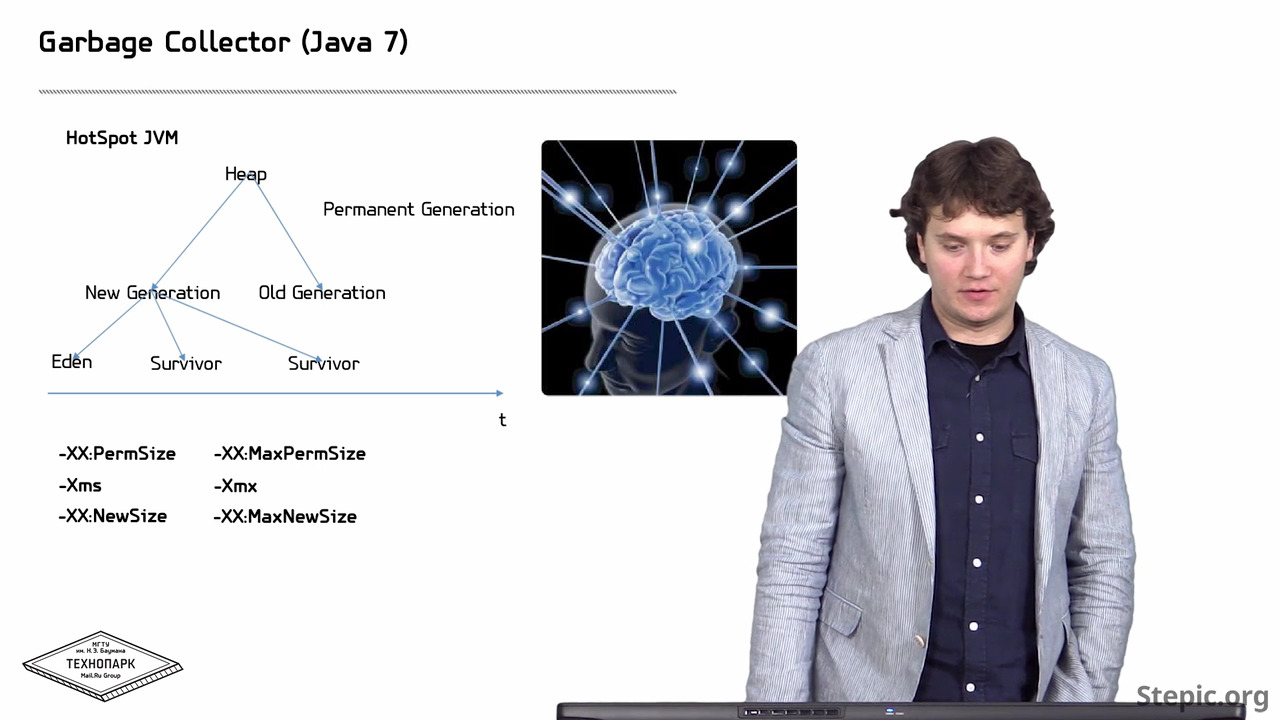 Garbage Collector (Java 7)
HotSpot JVM
Heap
Permanent Generation
New Generation
Old Generation
Eden
Survivor
Survivor
t
-XX:PermSize
-XX:MaxPermSize
-Xms
-Xmx
-XX:NewSize
-XX:MaxNewSize
МГТУ
им. Н.Э. Баумана
ТЕХНОПАРК
Mail.Ru Group
Stepic.org